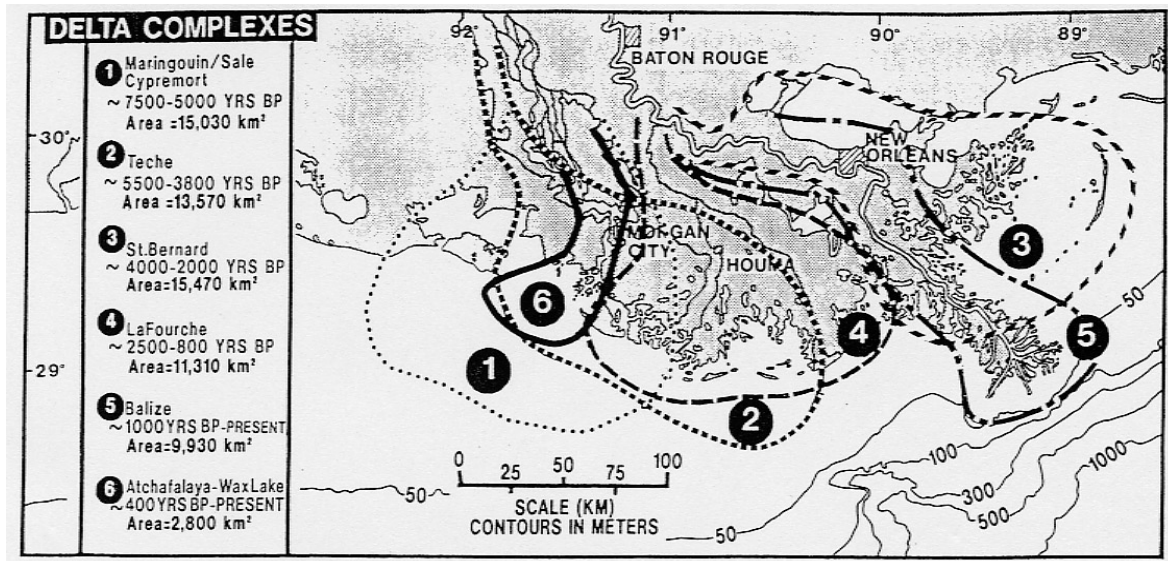 DELTA COMPLEXES
1 Maringouin/Sale
Cypremort
~7500-5000 YRS BP
Area =15,030 km²
2 Teche
~ 5500-3800 YRS BP
Area =13,570 km²
3 St.Bernard
~ 4000-2000 YRS BP
Area=15,470 km²
4 LaFourche
~2500-800 YRS BP
Area=11,310 km²
5 Balize
~1000YRS BP-PRESENT
Area=9,930 km²
6 Atchafalaya-WaxLake
~400YRS BP-PRESENT
Area=2,800 km²
30°
29°
92°
91°
90°
89°
BATON ROUGE
NEW
ORLEANS
MORGAN
CITY
HOUMA
1
2
3
4
5
6
50
50
50
100
300
500
1000
0 25 50 75 100
SCALE (KM)
CONTOURS IN METERS